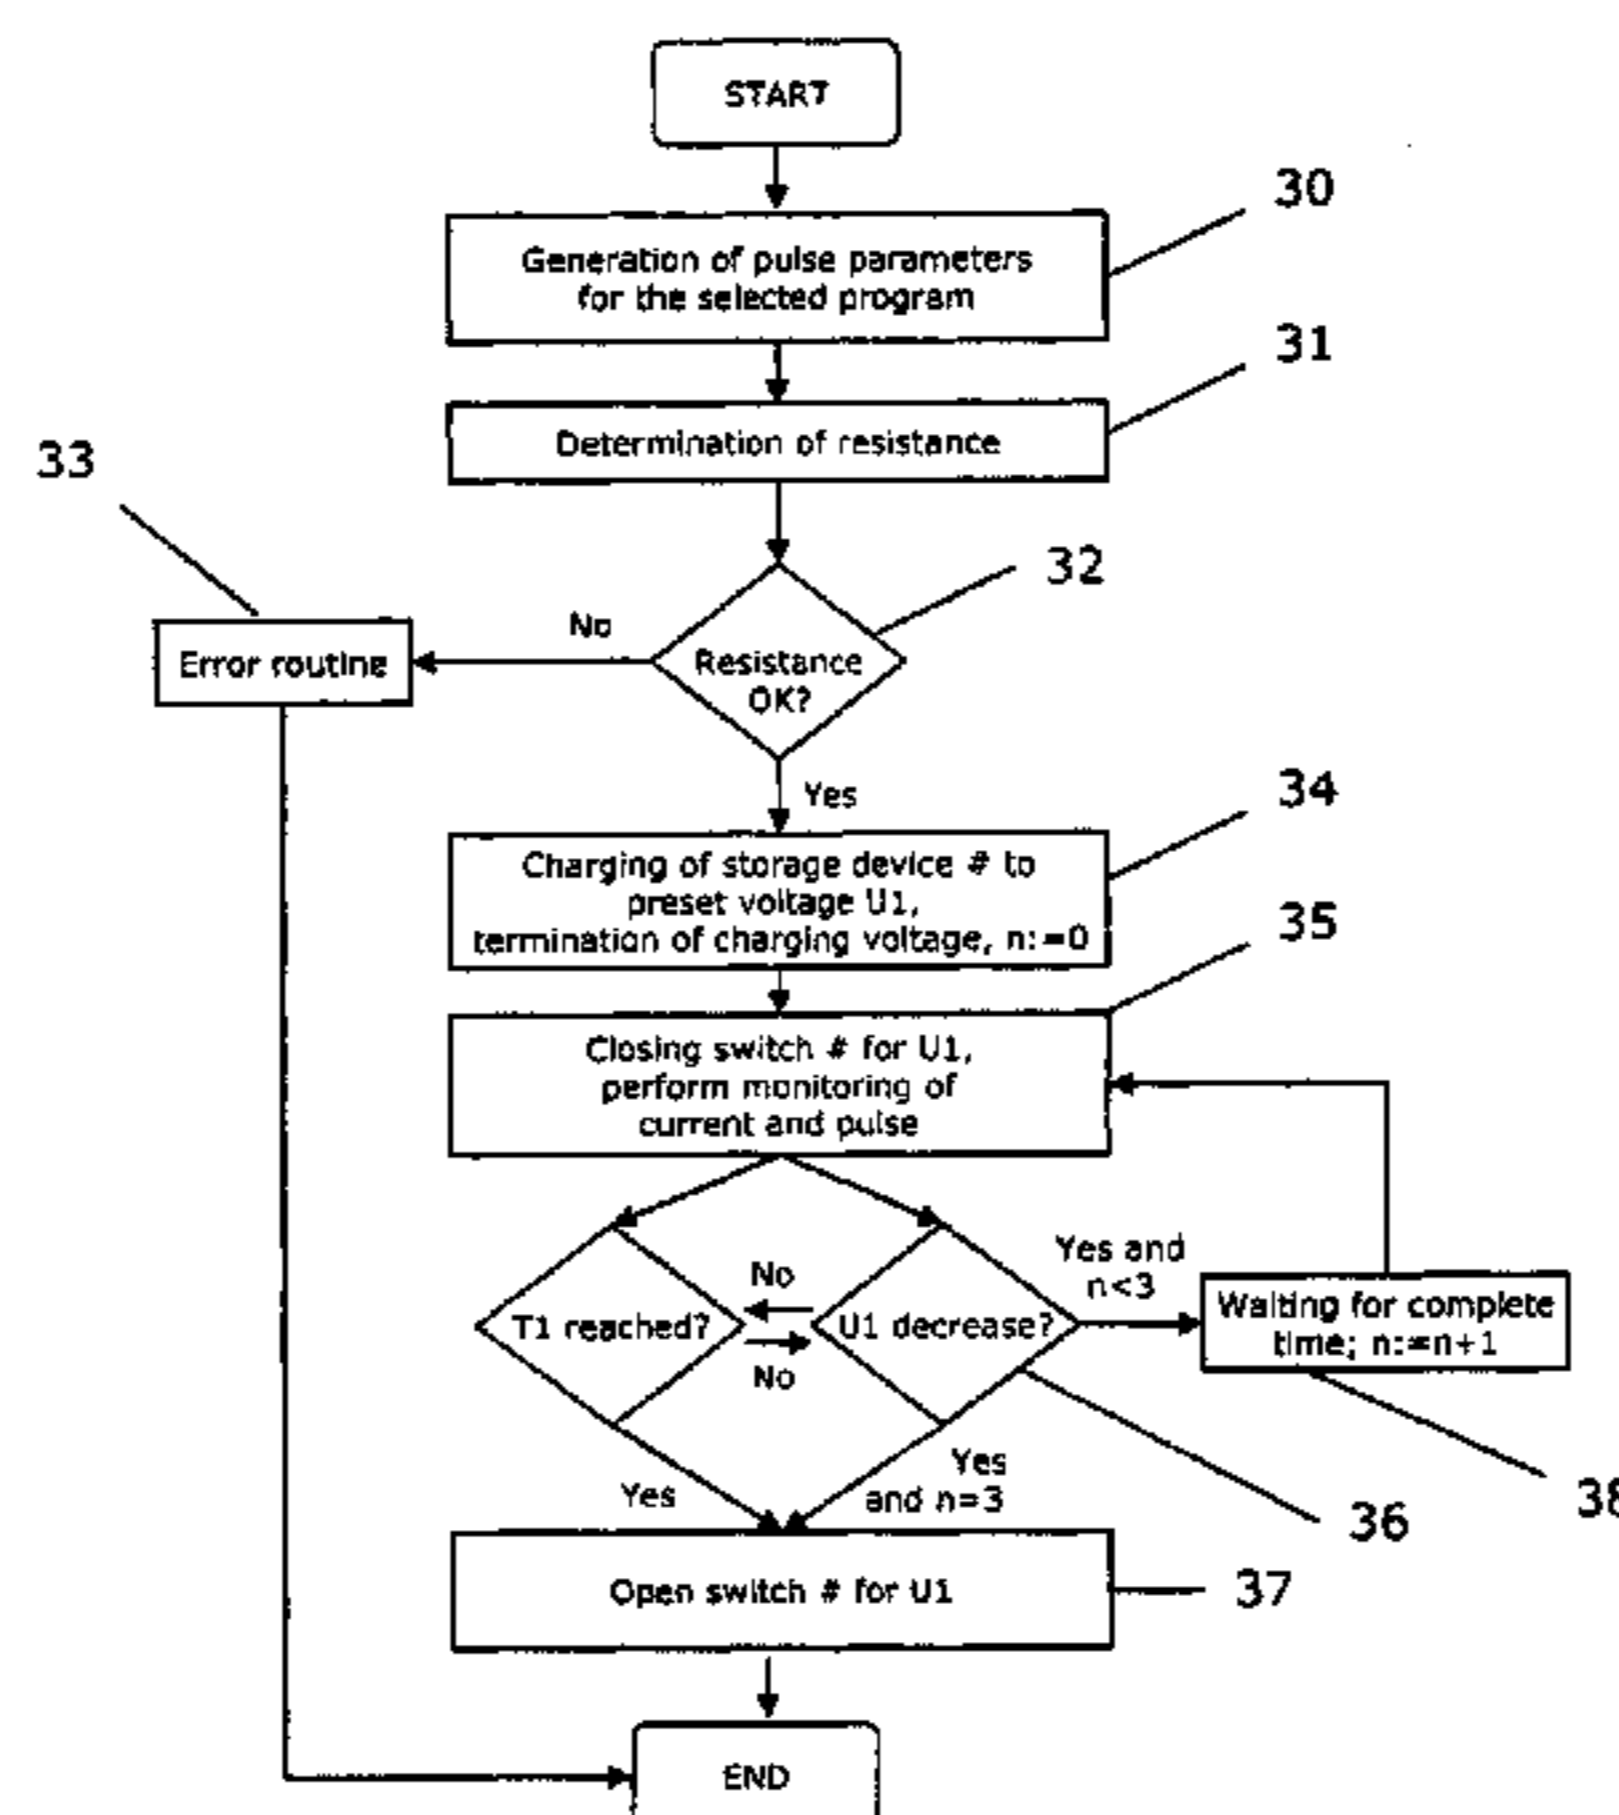 START
30
Generation of pulse parameters
for the selected program
31
Determination of resistance
33
32
No
Error routine
Resistance
OK?
Yes
34
Charging of storage device # to
preset voltage U1,
termination of charging voltage, n:=0
35
Closing switch # for U1,
perform monitoring of
current and pulse
Yes and
n<3
No
T1 reached?
U1 decrease?
No
Waiting for complete
time; n:=n+1
Yes
Yes
and n=3
36
38
Open switch # for U1
37
END